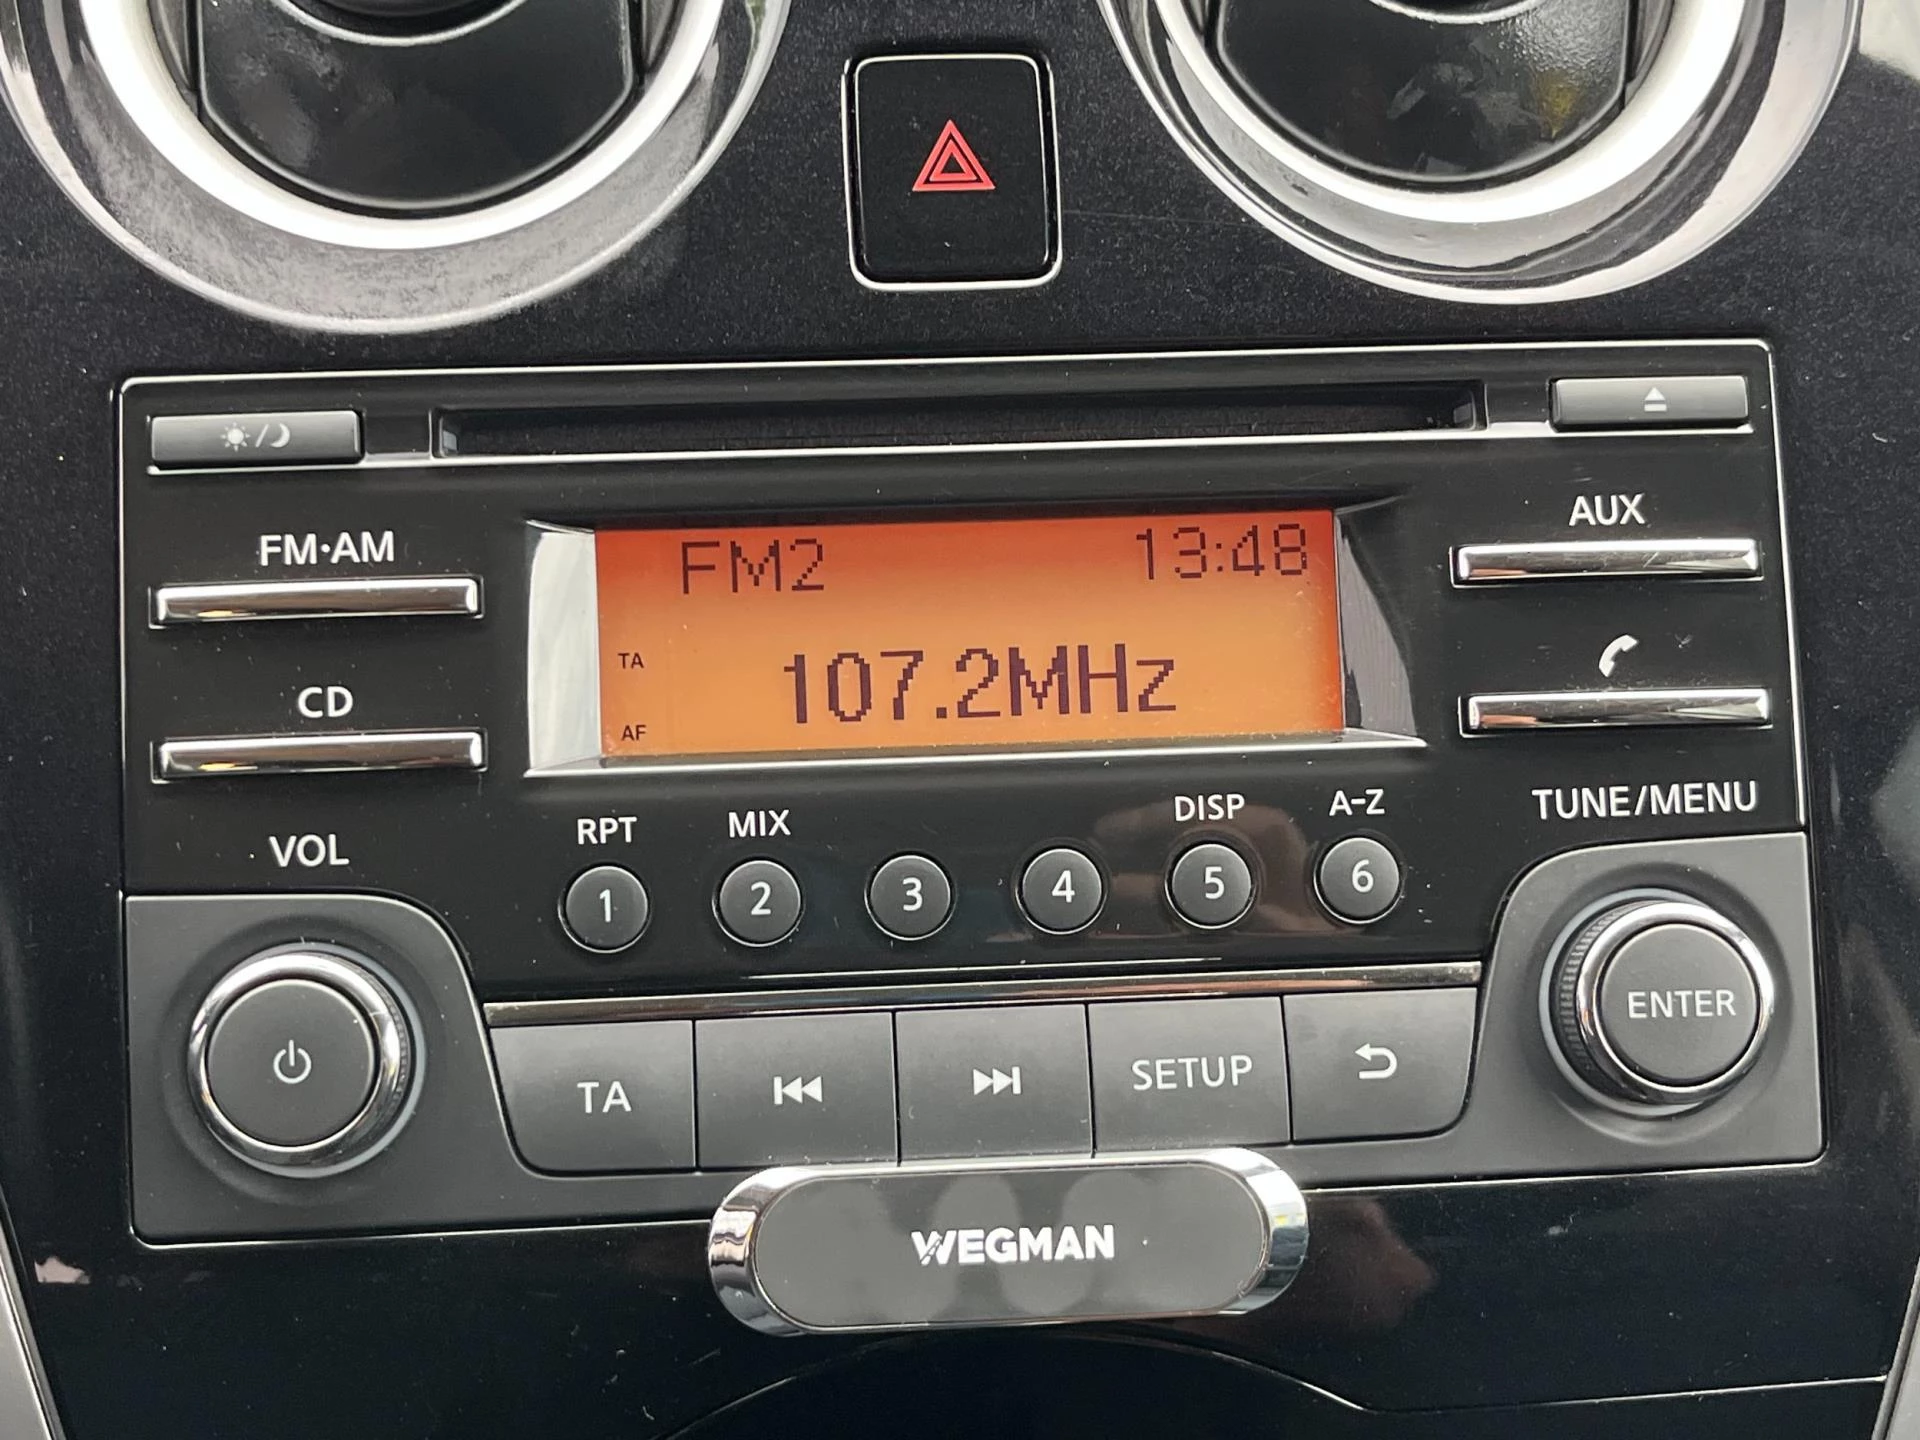 FM•AM
CD
VOL
FM2 13:48
TA
107.2MHz
AF
AUX
TUNE/MENU
RPT MIX DISP A-Z
1 2 3 4 5 6
ENTER
TA SETUP
WEGMAN